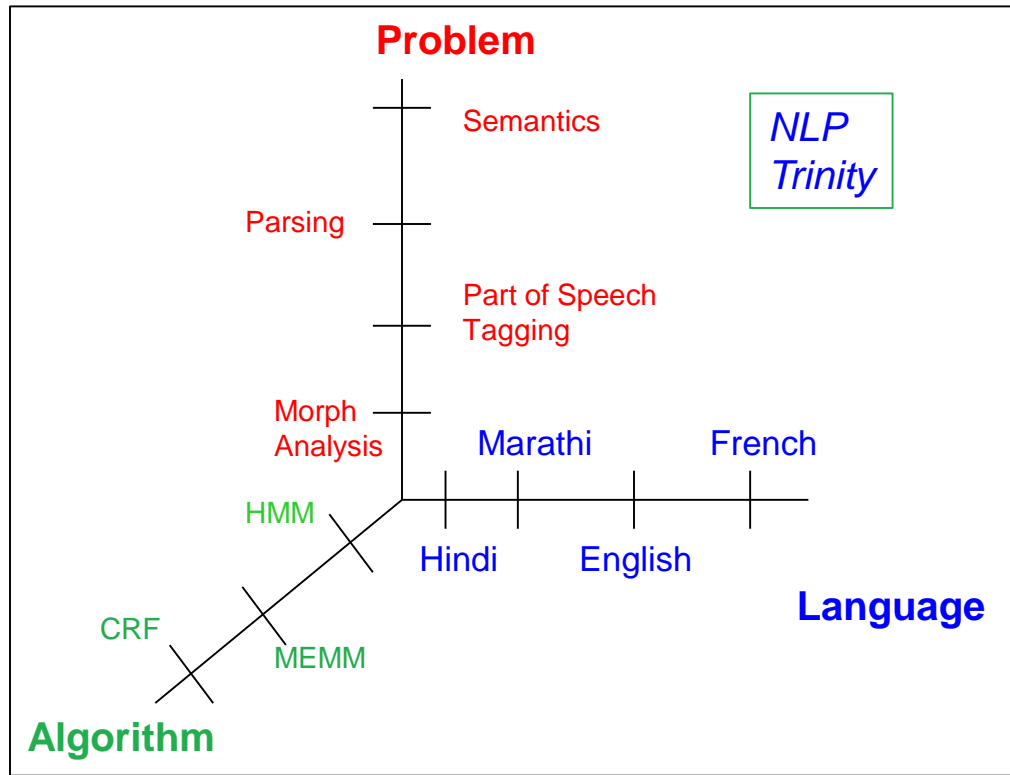 Problem
Semantics
NLP
Trinity
Parsing
Part of Speech
Tagging
Morph
Analysis
Marathi
French
HMM
Hindi
English
Language
CRF
MEMM
Algorithm